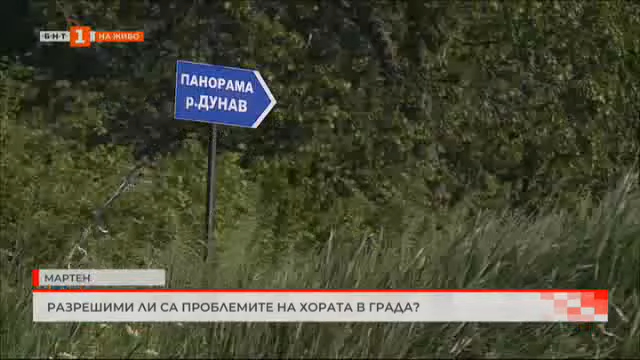 БНТ 1 НА ЖИВО
ПАНОРАМА
р.ДУНАВ
МАРТЕН
РАЗРЕШИМИ ЛИ СА ПРОБЛЕМИТЕ НА ХОРАТА В ГРАДА?